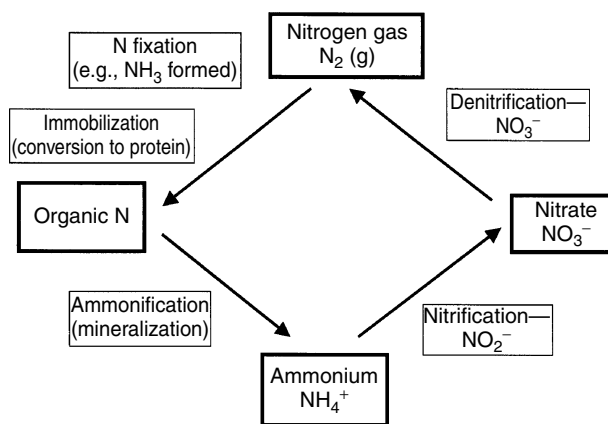 N fixation
(e.g., NH₃ formed)
Nitrogen gas
N₂ (g)
Denitrification—
NO₃⁻
Immobilization
(conversion to protein)
Organic N
Nitrate
NO₃⁻
Ammonification
(mineralization)
Nitrification—
NO₂⁻
Ammonium
NH₄⁺